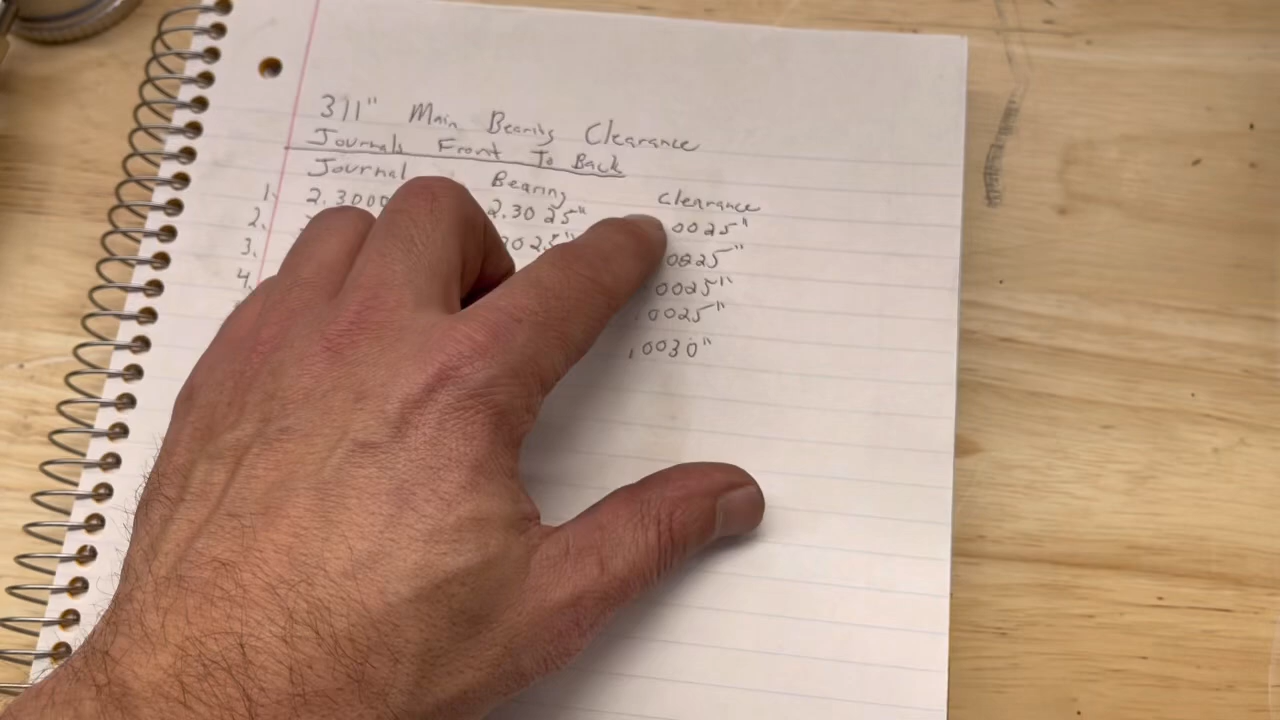 311" Main Bearing Clearance
Journals Front To Back
Journal Bearing Clearance
1. 2.3000 2.3025" .0025"
2. .0025"
3. .0025"
4. .0025"
.0030"